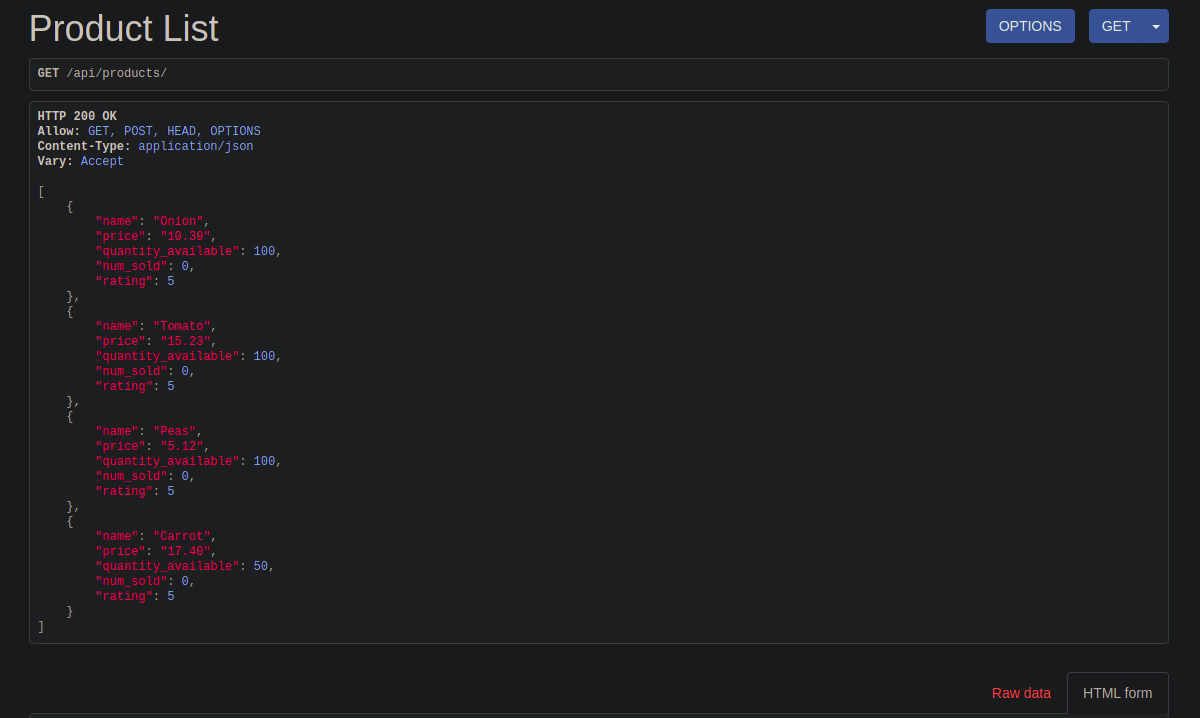 Product List
OPTIONS
GET
GET /api/products/
HTTP 200 OK
Allow: GET, POST, HEAD, OPTIONS
Content-Type: application/json
Vary: Accept
[
    {
        "name": "Onion",
        "price": "10.39",
        "quantity_available": 100,
        "num_sold": 0,
        "rating": 5
    },
    {
        "name": "Tomato",
        "price": "15.23",
        "quantity_available": 100,
        "num_sold": 0,
        "rating": 5
    },
    {
        "name": "Peas",
        "price": "5.12",
        "quantity_available": 100,
        "num_sold": 0,
        "rating": 5
    },
    {
        "name": "Carrot",
        "price": "17.40",
        "quantity_available": 50,
        "num_sold": 0,
        "rating": 5
    }
]
Raw data
HTML form